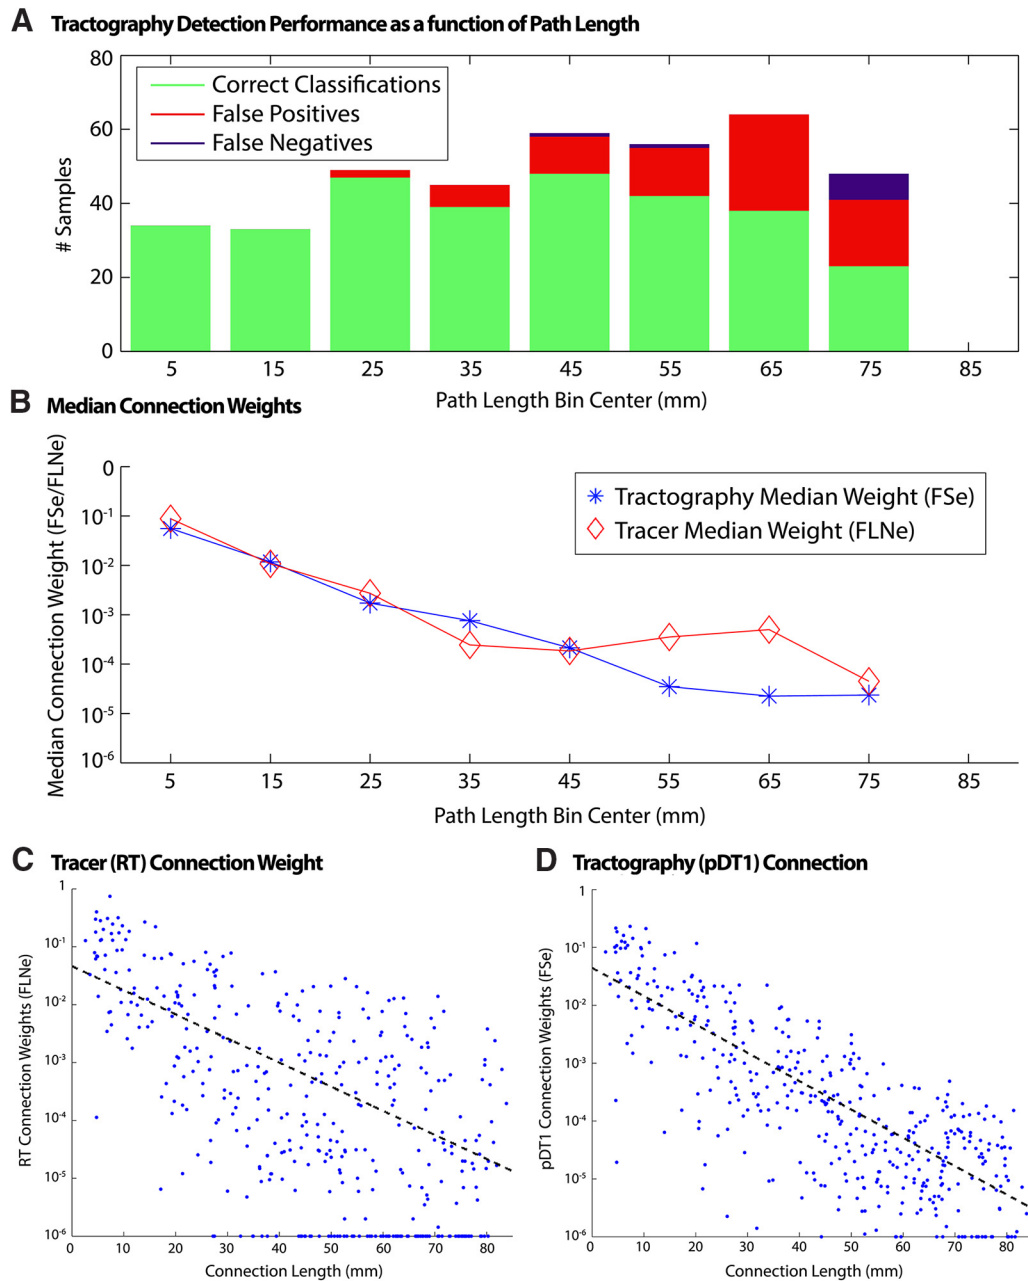 A Tractography Detection Performance as a function of Path Length
80
60
40
20
0
# Samples
Correct Classifications
False Positives
False Negatives
5 15 25 35 45 55 65 75 85
Path Length Bin Center (mm)
B Median Connection Weights
Median Connection Weight (FSe/FLNe)
0
10-1
10-2
10-3
10-4
10-5
10-6
Tractography Median Weight (FSe)
Tracer Median Weight (FLNe)
5 15 25 35 45 55 65 75 85
Path Length Bin Center (mm)
C Tracer (RT) Connection Weight
RT Connection Weights (FLNe)
1
10-1
10-2
10-3
10-4
10-5
10-6
0 10 20 30 40 50 60 70 80
Connection Length (mm)
D Tractography (pDT1) Connection
pDT1 Connection Weights (FSe)
1
10-1
10-2
10-3
10-4
10-5
10-6
0 10 20 30 40 50 60 70 80
Connection Length (mm)